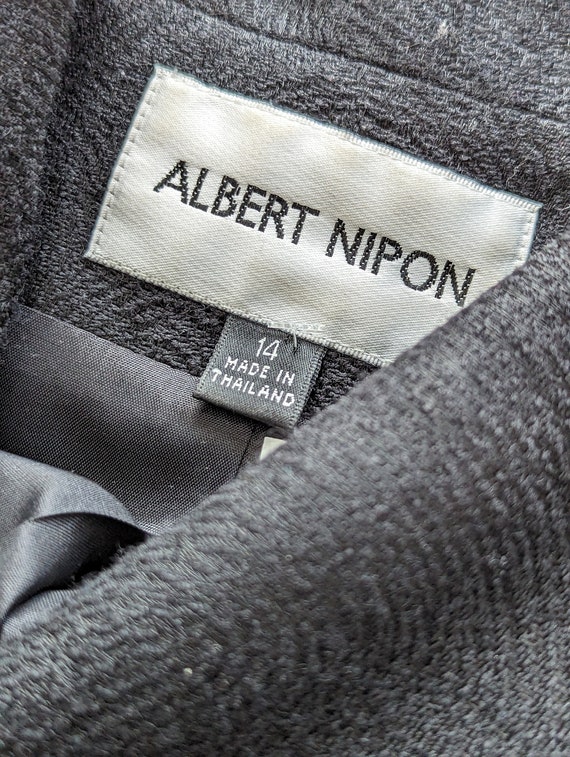 ALBERT NIPON
14
MADE IN
THAILAND